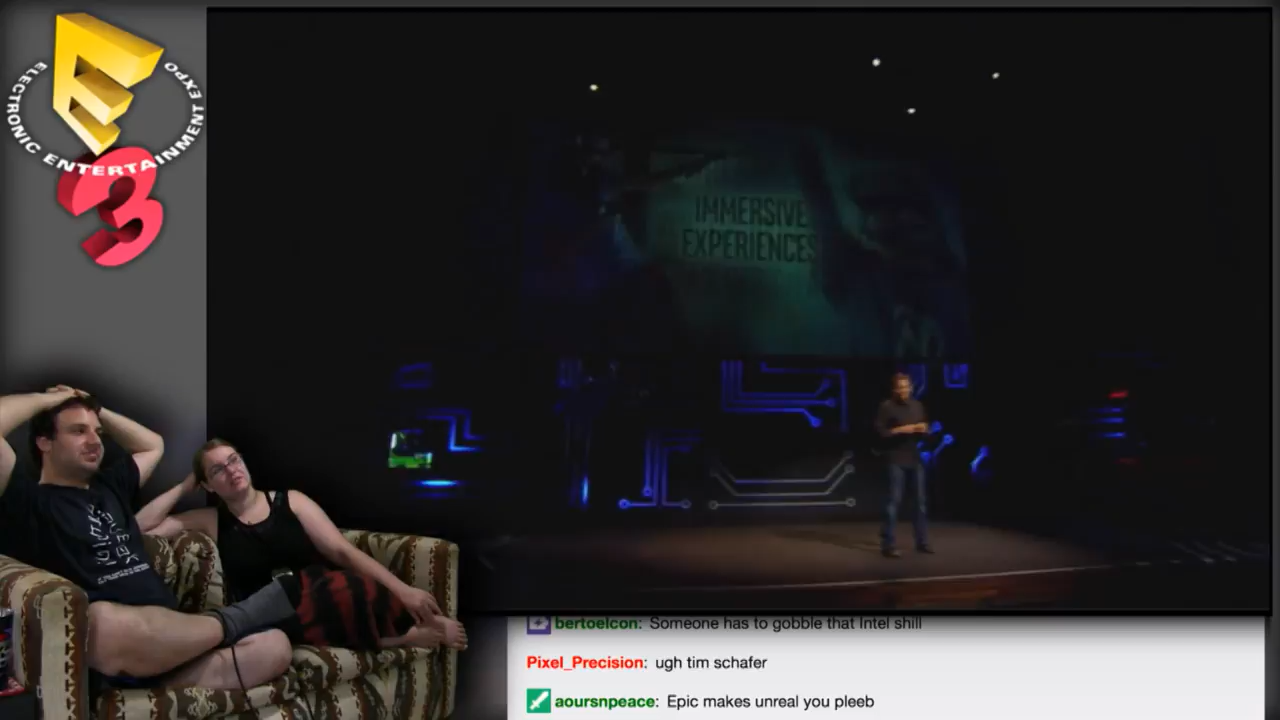 ELECTRONIC ENTERTAINMENT EXPO
E3
IMMERSIVE
EXPERIENCES
bertoelcon: Someone has to gobble that Intel shill
Pixel_Precision: ugh tim schafer
aoursnpeace: Epic makes unreal you pleeb